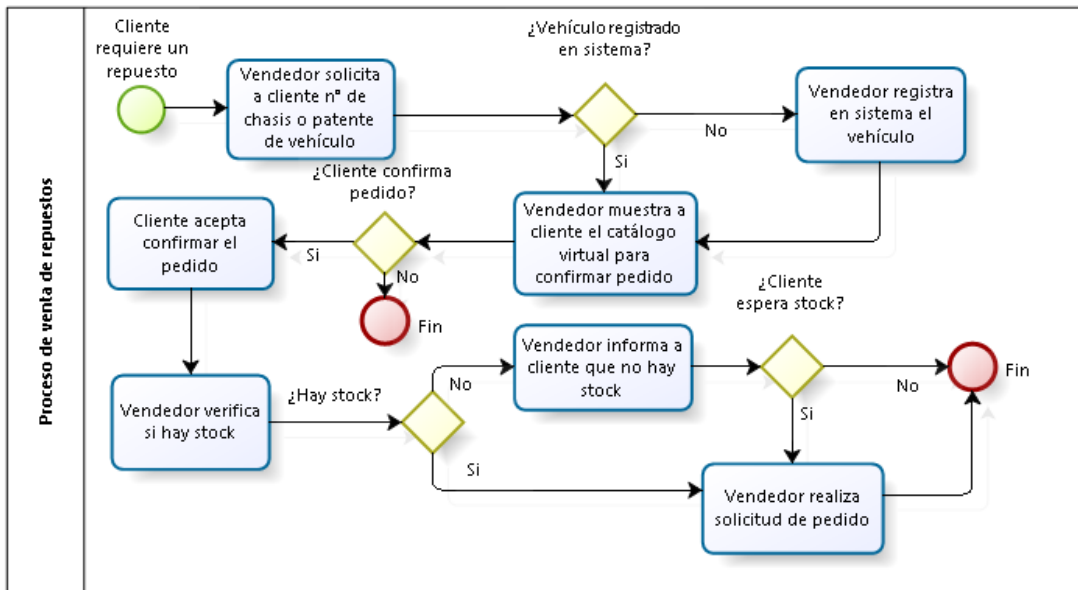 Proceso de venta de repuestos
Cliente
requiere un
repuesto
Vendedor solicita
a cliente n° de
chasis o patente
de vehículo
¿Vehículo registrado
en sistema?
No
Si
Vendedor registra
en sistema el
vehículo
Vendedor muestra a
cliente el catálogo
virtual para
confirmar pedido
¿Cliente confirma
pedido?
Si
No
Fin
Cliente acepta
confirmar el
pedido
Vendedor verifica
si hay stock
¿Hay stock?
No
Si
Vendedor informa a
cliente que no hay
stock
¿Cliente
espera stock?
No
Si
Fin
Vendedor realiza
solicitud de pedido